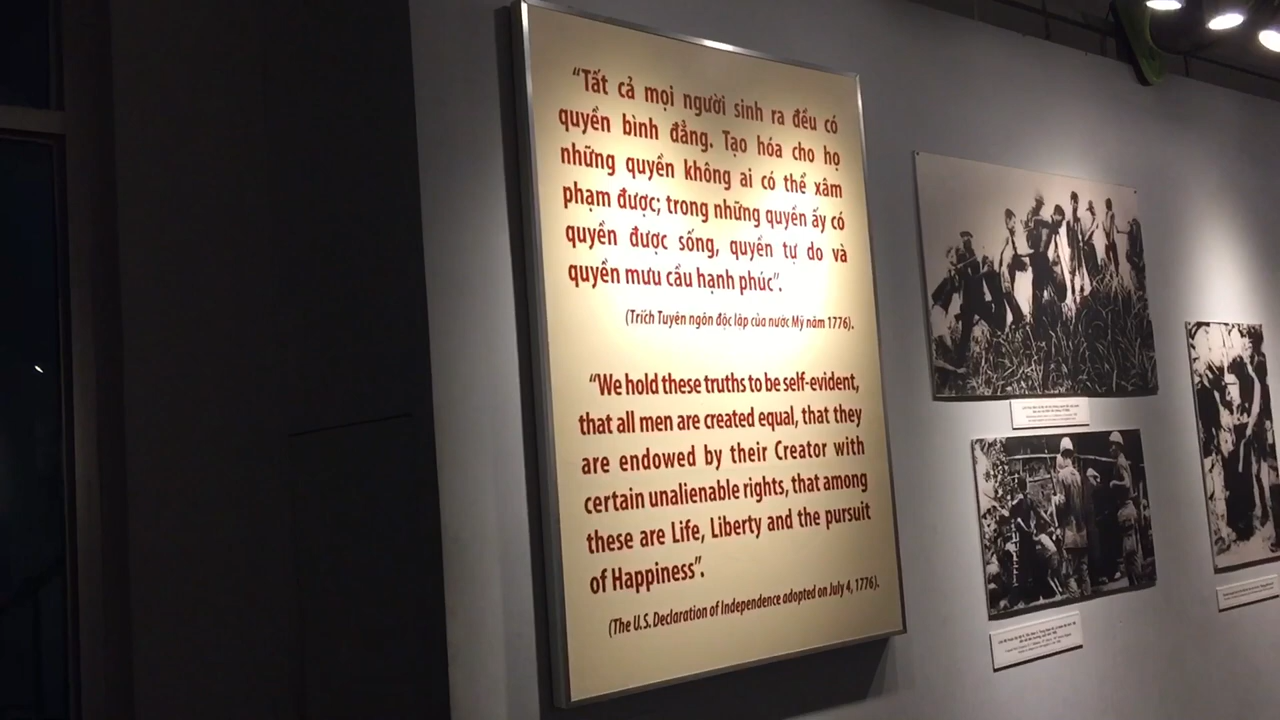 “Tất cả mọi người sinh ra đều có
quyền bình đẳng. Tạo hóa cho họ
những quyền không ai có thể xâm
phạm được; trong những quyền ấy có
quyền được sống, quyền tự do và
quyền mưu cầu hạnh phúc”.
(Trích Tuyên ngôn độc lập của nước Mỹ năm 1776).
“We hold these truths to be self-evident,
that all men are created equal, that they
are endowed by their Creator with
certain unalienable rights, that among
these are Life, Liberty and the pursuit
of Happiness”.
(The U.S. Declaration of Independence adopted on July 4, 1776).